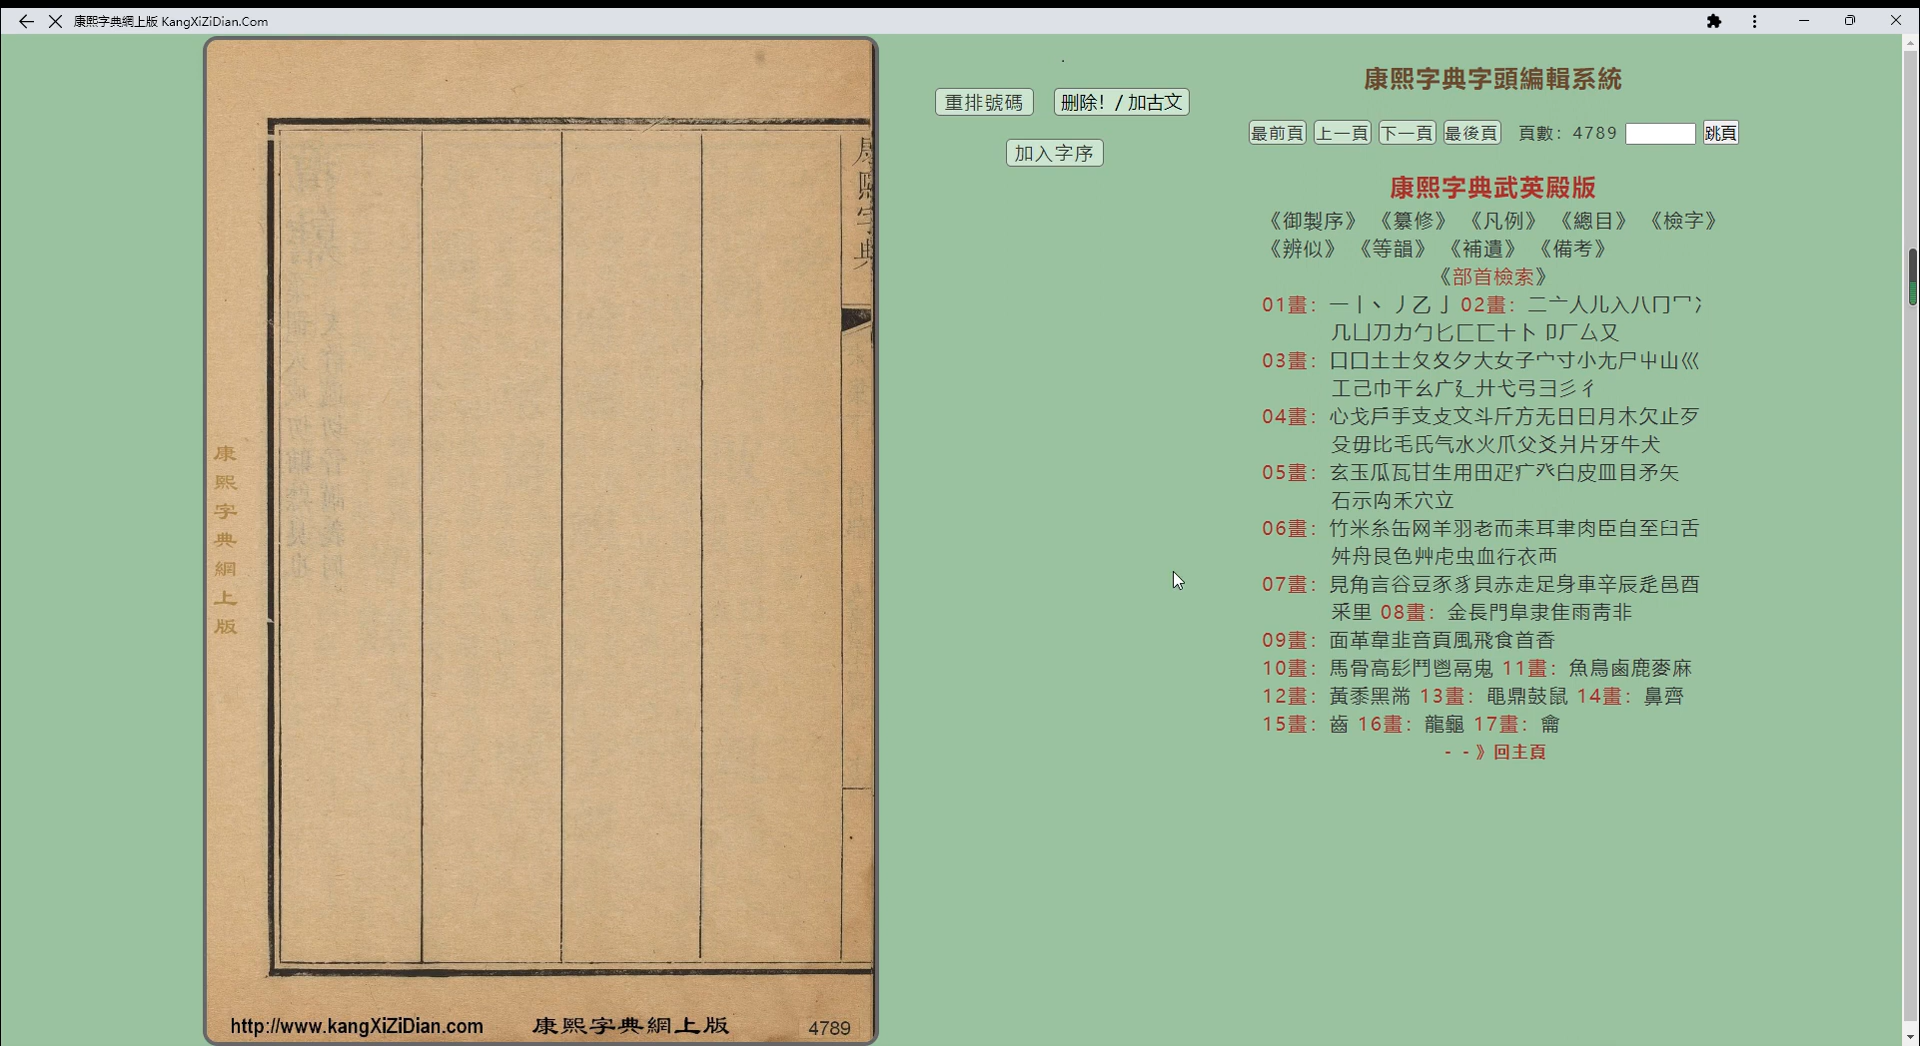 康熙字典網上版 KangXiZiDian.Com
康熙字典
康熙字典網上版
http://www.kangXiZiDian.com 康熙字典網上版 4789
重排號碼 刪除！/ 加古文
加入字序
康熙字典字頭編輯系統
最前頁 上一頁 下一頁 最後頁 頁數：4789 跳頁
康熙字典武英殿版
《御製序》 《纂修》 《凡例》 《總目》 《檢字》
《辨似》 《等韻》 《補遺》 《備考》
《部首檢索》
01畫：一丨丶丿乙亅02畫：二亠人儿入八冂冖冫
几凵刀力勹匕匚匸十卜卩厂厶又
03畫：口囗土士夂夊夕大女子宀寸小尢尸屮山巛
工己巾干幺广廴廾弋弓彐彡彳
04畫：心戈戶手支攴文斗斤方无日曰月木欠止歹
殳毋比毛氏气水火爪父爻爿片牙牛犬
05畫：玄玉瓜瓦甘生用田疋疒癶白皮皿目矛矢
石示禸禾穴立
06畫：竹米糸缶网羊羽老而耒耳聿肉臣自至臼舌
舛舟艮色艸虍虫血行衣襾
07畫：見角言谷豆豕豸貝赤走足身車辛辰辵邑酉
釆里 08畫：金長門阜隶隹雨靑非
09畫：面革韋韭音頁風飛食首香
10畫：馬骨高髟鬥鬯鬲鬼 11畫：魚鳥鹵鹿麥麻
12畫：黃黍黑黹 13畫：黽鼎鼓鼠 14畫：鼻齊
15畫：齒 16畫：龍龜 17畫：龠
- -》回主頁